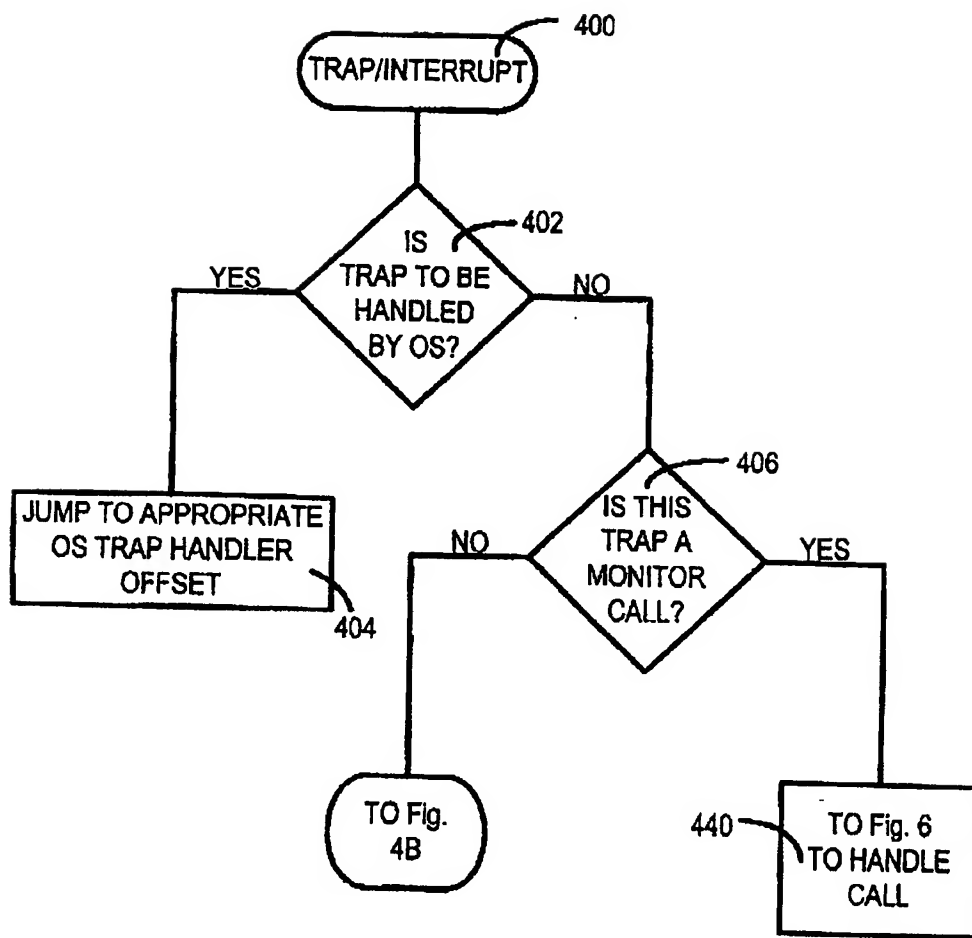 400
TRAP/INTERRUPT
402
IS
TRAP TO BE
HANDLED
BY OS?
YES
NO
JUMP TO APPROPRIATE
OS TRAP HANDLER
OFFSET
404
406
IS THIS
TRAP A
MONITOR
CALL?
NO
YES
TO Fig.
4B
440
TO Fig. 6
TO HANDLE
CALL